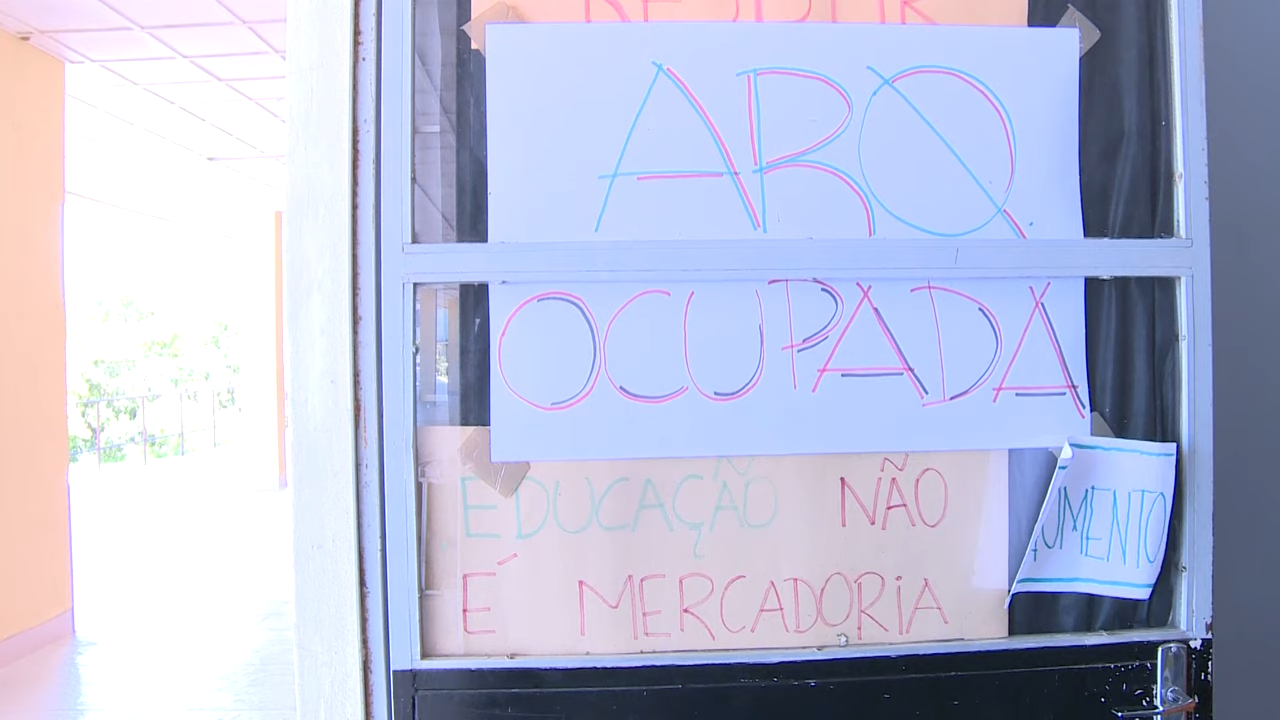 ARQ.
OCUPADA
EDUCAÇÃO NÃO
É MERCADORIA
UMENTO